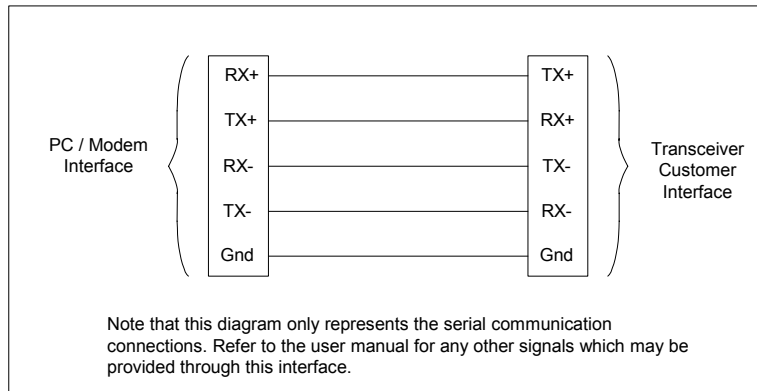 RX+
TX+
TX+
RX+
PC / Modem
Interface
RX-
TX-
Transceiver
Customer
Interface
TX-
RX-
Gnd
Gnd
Note that this diagram only represents the serial communication
connections. Refer to the user manual for any other signals which may be
provided through this interface.